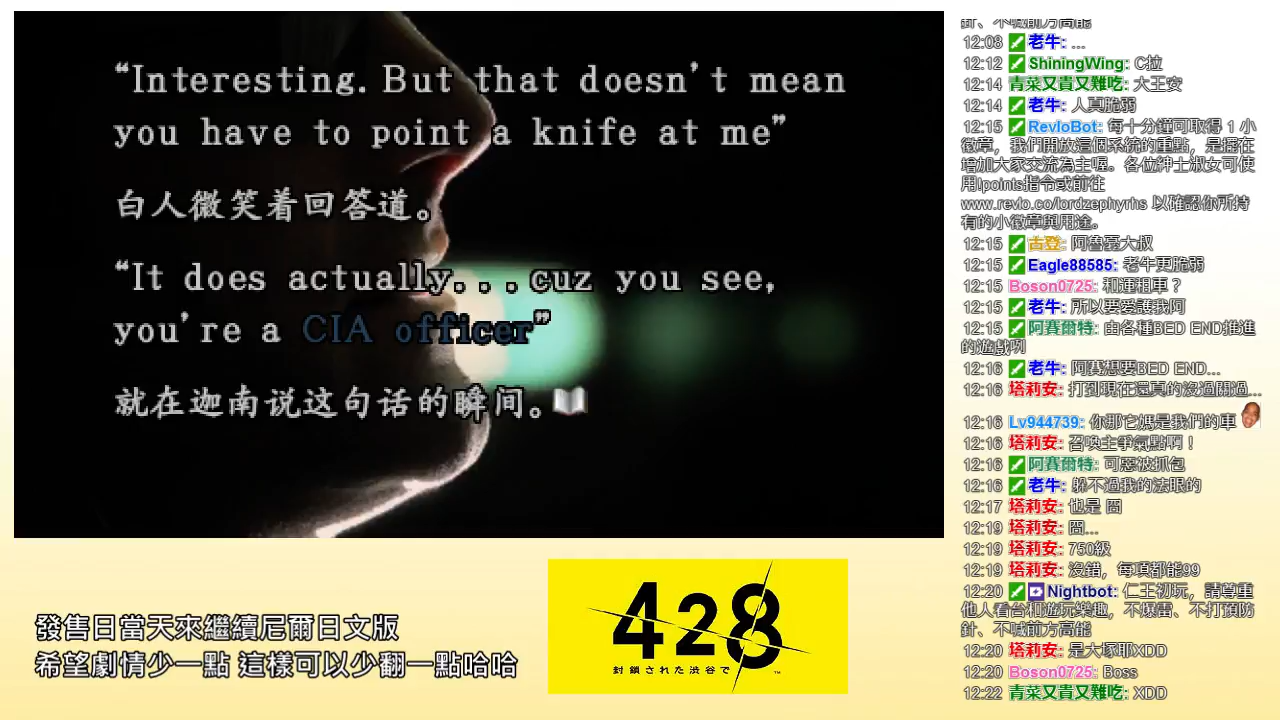 “Interesting. But that doesn't mean
you have to point a knife at me”
白人微笑着回答道。
“It does actually...cuz you see,
you're a CIA officer”
就在迦南说这句话的瞬间。
發售日當天來繼續尼爾日文版
希望劇情少一點 這樣可以少翻一點哈哈
428
封鎖された渋谷で
TM
針、不喊前方高能
12:08 老牛: ...
12:12 ShiningWing: C拉
12:14 青菜又貴又難吃: 大王安
12:14 老牛: 人真脆弱
12:15 RevloBot: 每十分鐘可取得 1 小
徽章，我們開放這個系統的重點，是擺在
增加大家交流為主喔。各位紳士淑女可使
用!points指令或前往
www.revlo.co/lordzephyrhs 以確認你所持
有的小徽章與用途。
12:15 古登: 阿魯憂大叔
12:15 Eagle88585: 老牛更脆弱
12:15 Boson0725: 和運租車?
12:15 老牛: 所以要愛護我阿
12:15 阿賽爾特: 由各種BED END推進
的遊戲咧
12:16 老牛: 阿賽想要BED END...
12:16 塔莉安: 打到現在還真的沒過關過...
12:16 Lv944739: 你那它媽是我們的車
12:16 塔莉安: 召喚主爭氣點啊！
12:16 阿賽爾特: 可惡被抓包
12:16 老牛: 躲不過我的法眼的
12:17 塔莉安: 也是 囧
12:19 塔莉安: 囧...
12:19 塔莉安: 750級
12:19 塔莉安: 沒錯，每項都能99
12:20 Nightbot: 仁王初玩，請尊重
他人看台和遊玩樂趣，不爆雷、不打預防
針、不喊前方高能
12:20 塔莉安: 是大塚耶XDD
12:20 Boson0725: Boss
12:22 青菜又貴又難吃: XDD